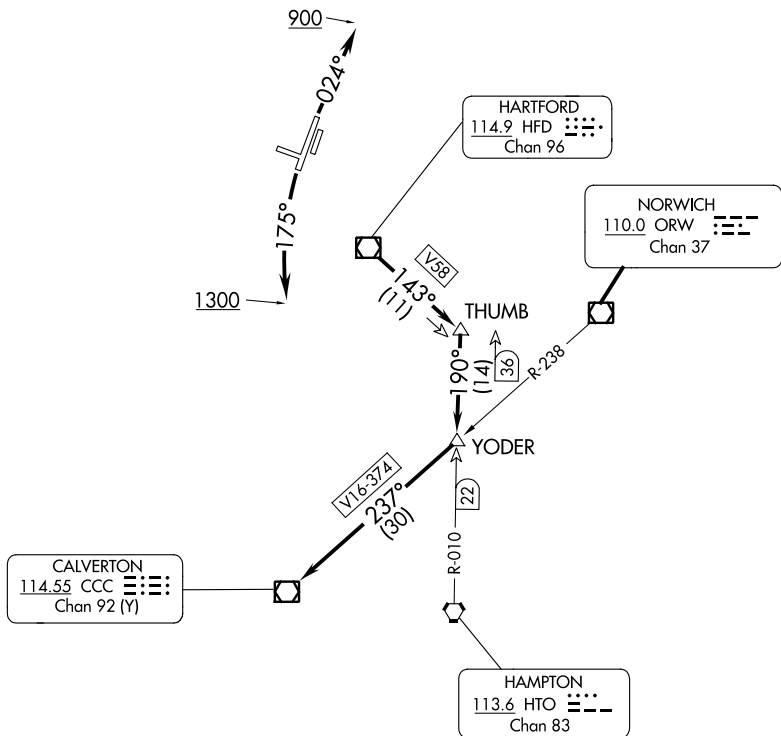 900
024°
175°
1300
HARTFORD
114.9 HFD
Chan 96
NORWICH
110.0 ORW
Chan 37
V58
143°
(11)
THUMB
190°
(14)
36
R-238
YODER
V16-374
237°
(30)
22
R-010
CALVERTON
114.55 CCC
Chan 92 (Y)
HAMPTON
113.6 HTO
Chan 83